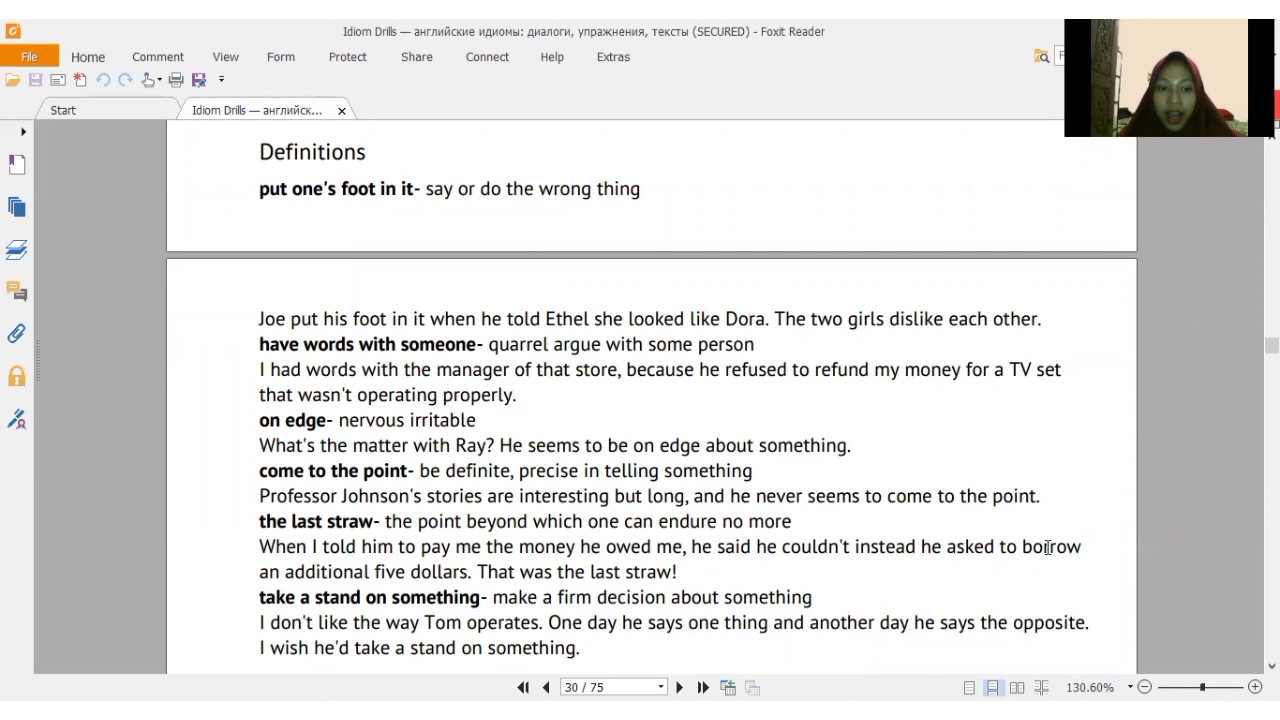 Idiom Drills — английские идиомы: диалоги, упражнения, тексты (SECURED) - Foxit Reader
File Home Comment View Form Protect Share Connect Help Extras
Start Idiom Drills — английск...
Definitions
put one's foot in it- say or do the wrong thing
Joe put his foot in it when he told Ethel she looked like Dora. The two girls dislike each other.
have words with someone- quarrel argue with some person
I had words with the manager of that store, because he refused to refund my money for a TV set
that wasn't operating properly.
on edge- nervous irritable
What's the matter with Ray? He seems to be on edge about something.
come to the point- be definite, precise in telling something
Professor Johnson's stories are interesting but long, and he never seems to come to the point.
the last straw- the point beyond which one can endure no more
When I told him to pay me the money he owed me, he said he couldn't instead he asked to borrow
an additional five dollars. That was the last straw!
take a stand on something- make a firm decision about something
I don't like the way Tom operates. One day he says one thing and another day he says the opposite.
I wish he'd take a stand on something.
30 / 75 130.60%